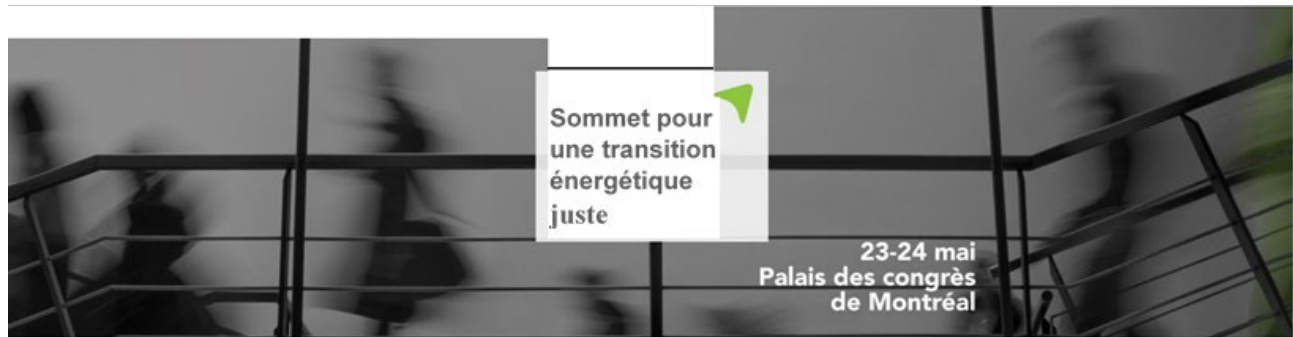 Sommet pour
une transition
énergétique
juste
23-24 mai
Palais des congrès
de Montréal